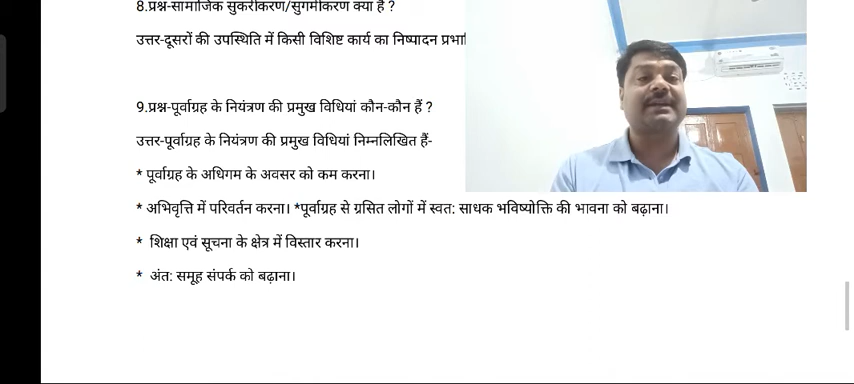 8.प्रश्न-सामाजिक सुकरीकरण/सुगमीकरण क्या है ?
उत्तर-दूसरों की उपस्थिति में किसी विशिष्ट कार्य का निष्पादन
9.प्रश्न-पूर्वाग्रह के नियंत्रण की प्रमुख विधियां कौन-कौन हैं ?
उत्तर-पूर्वाग्रह के नियंत्रण की प्रमुख विधियां निम्नलिखित हैं-
* पूर्वाग्रह के अधिगम के अवसर को कम करना।
* अभिवृत्ति में परिवर्तन करना। *पूर्वाग्रह से ग्रसित लोगों में स्वत: साधक भविष्योक्ति की भावना को बढ़ाना।
* शिक्षा एवं सूचना के क्षेत्र में विस्तार करना।
* अंत: समूह संपर्क को बढ़ाना।